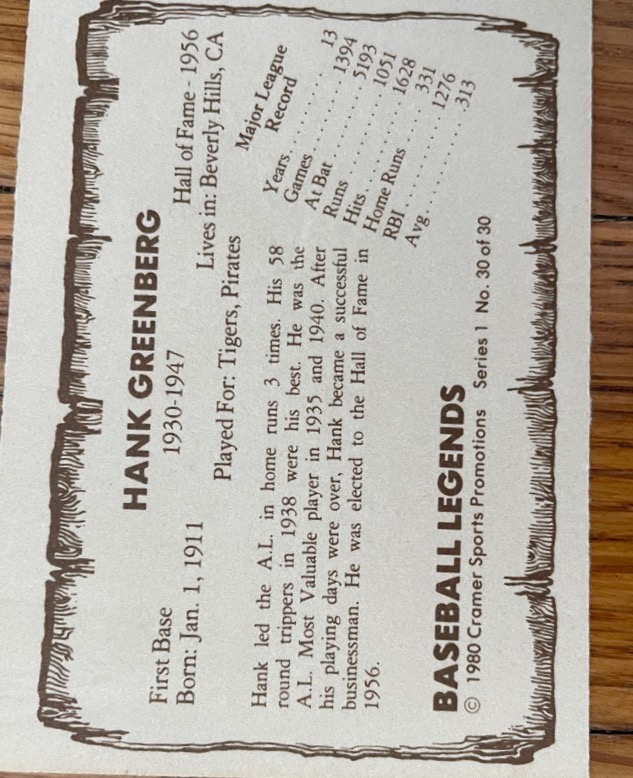 HANK GREENBERG
First Base
1930-1947
Hall of Fame - 1956
Born: Jan. 1, 1911
Lives in: Beverly Hills, CA
Played For: Tigers, Pirates
Hank led the A.L. in home runs 3 times. His 58
round trippers in 1938 were his best. He was the
A.L. Most Valuable player in 1935 and 1940. After
his playing days were over, Hank became a successful
businessman. He was elected to the Hall of Fame in
1956.
Major League
Record
Years . . . . . . . . . . 13
Games . . . . . . . . 1394
At Bat . . . . . . . . 5193
Runs . . . . . . . . . 1051
Hits . . . . . . . . . . 1628
Home Runs . . . . . 331
RBI . . . . . . . . . . 1276
Avg . . . . . . . . . . .313
BASEBALL LEGENDS
© 1980 Cramer Sports Promotions Series 1 No. 30 of 30